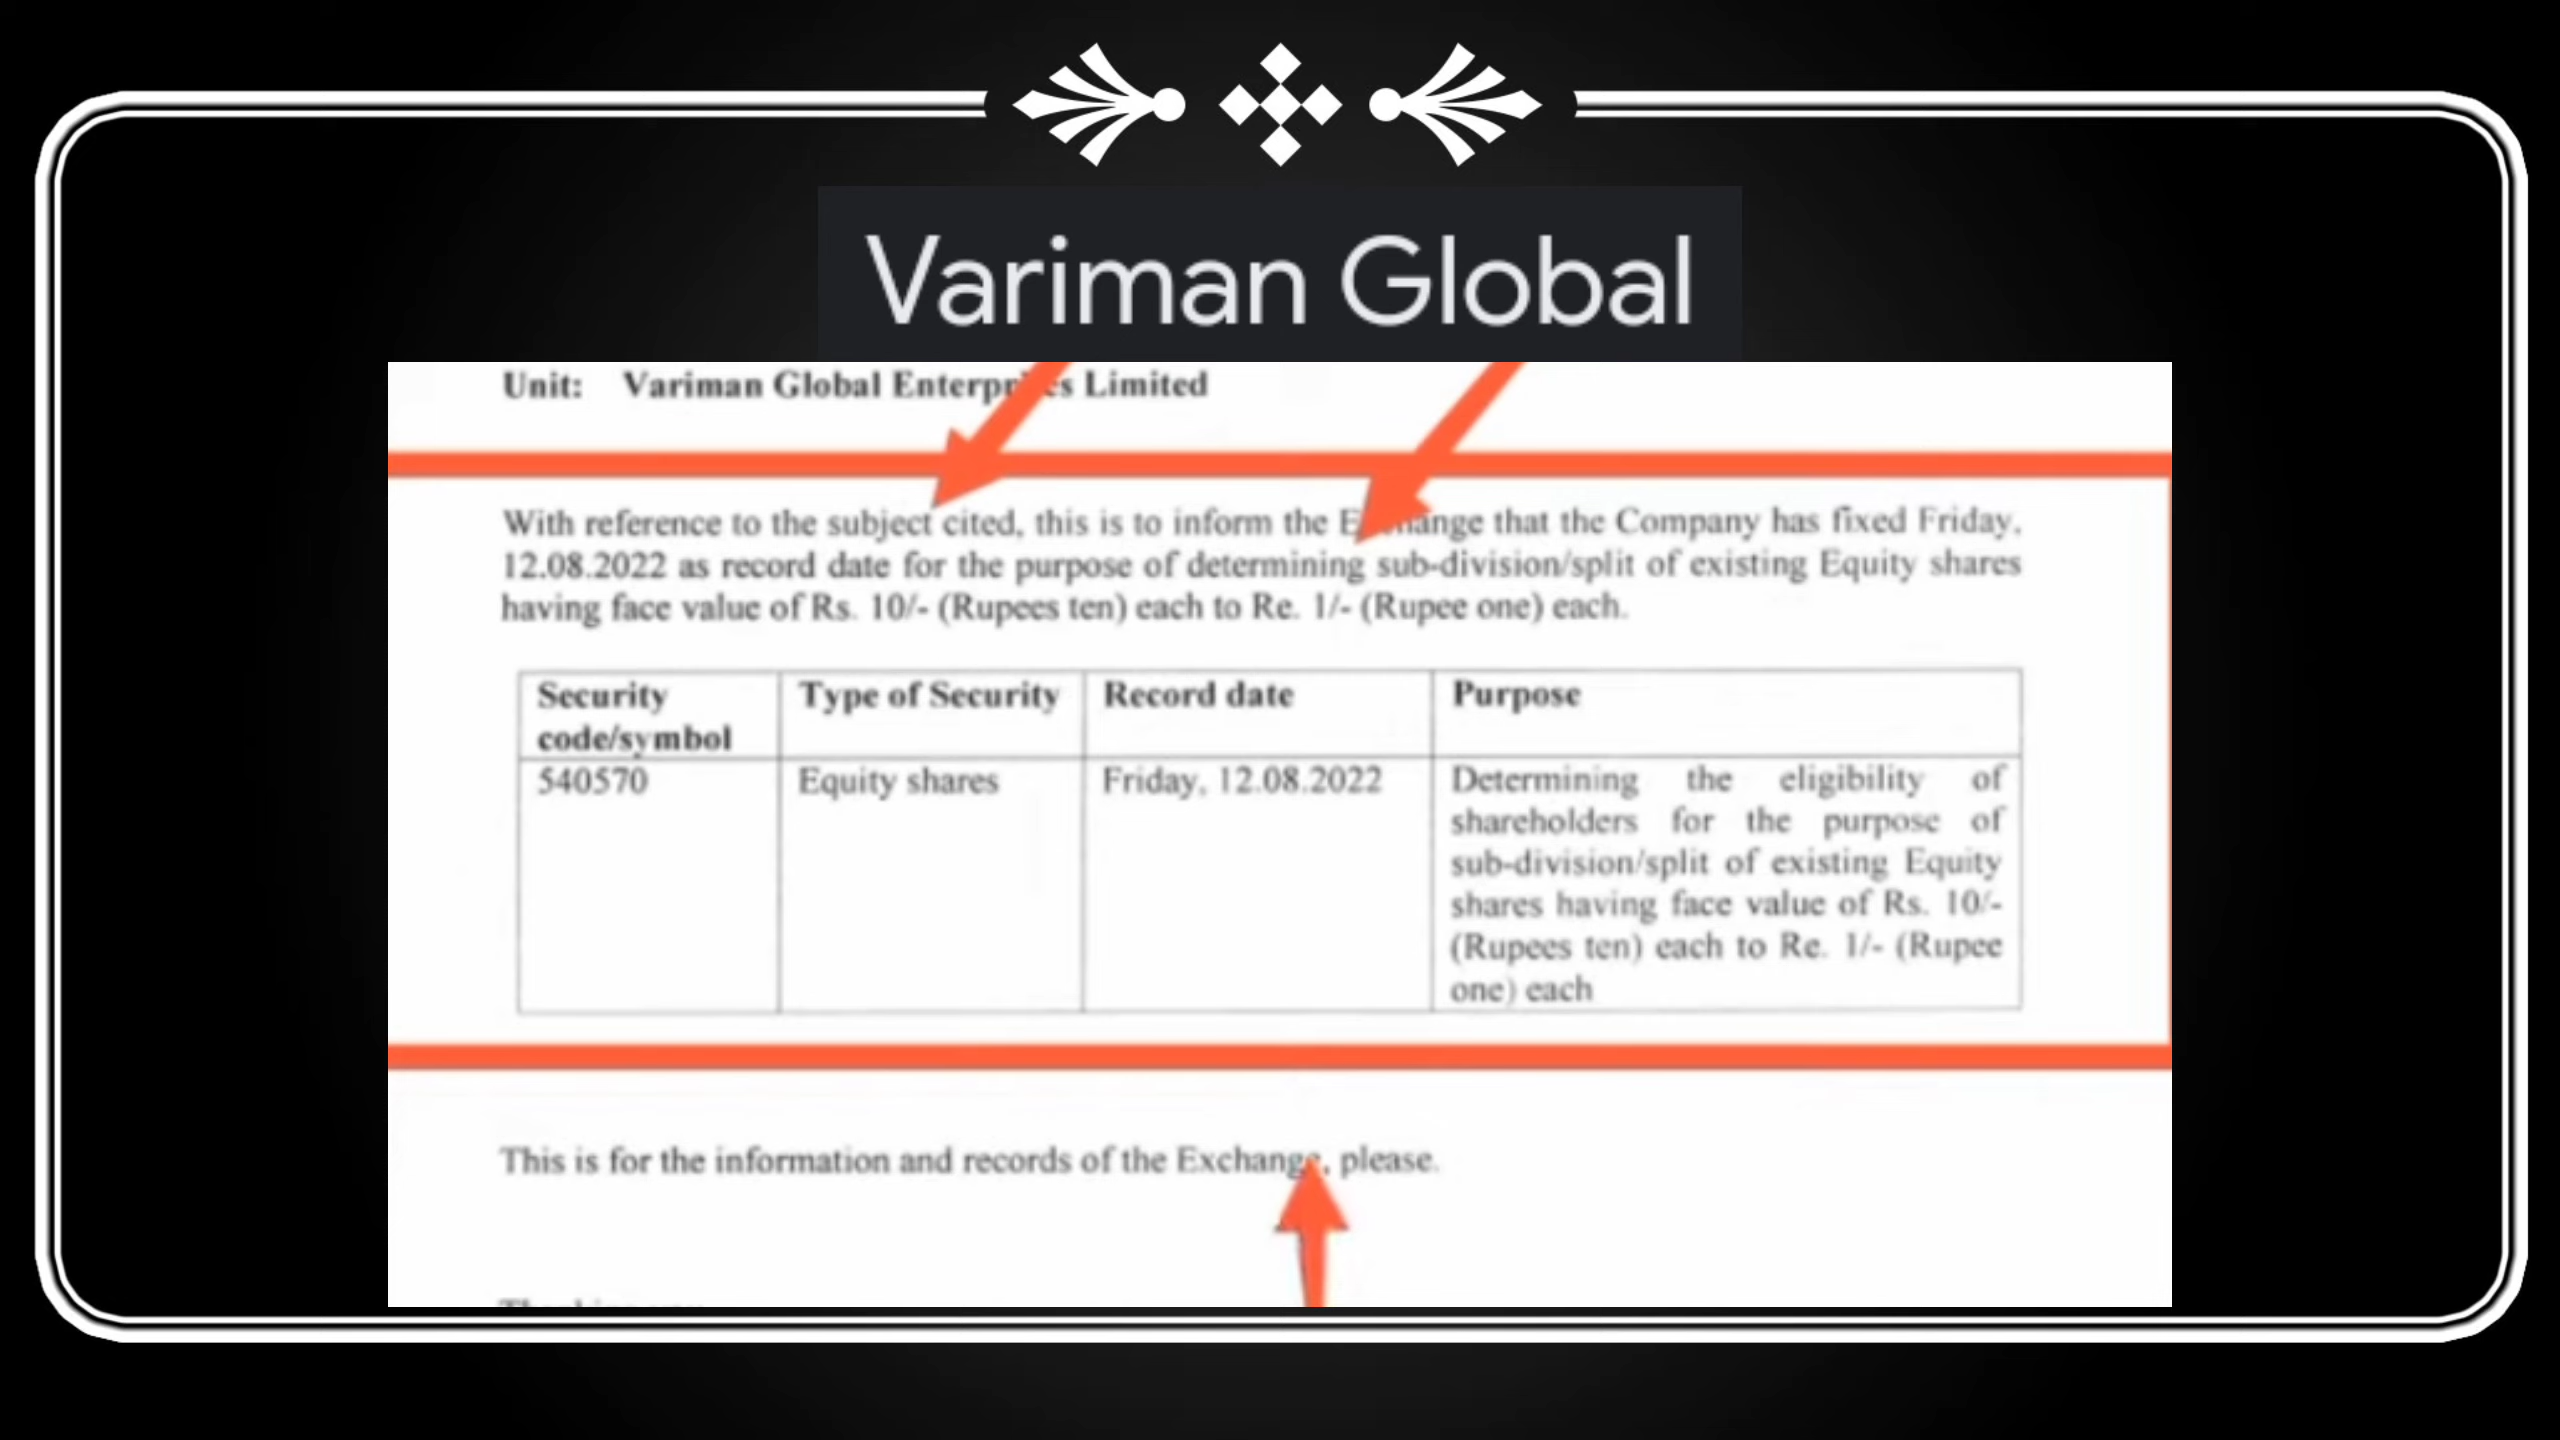 Variman Global
Unit: Variman Global Limited
With reference to the subject cited, this is to inform the that the Company has fixed Friday,
12.08.2022 as record date for the purpose of determining sub-division/split of existing Equity shares
having face value of Rs. 10/- (Rupees ten) each to Re. 1/- (Rupee one) each.
Security code/symbol
Type of Security
Record date
Purpose
540570
Equity shares
Friday, 12.08.2022
Determining the eligibility of
shareholders for the purpose of
sub-division/split of existing Equity
shares having face value of Rs. 10/-
(Rupees ten) each to Re. 1/- (Rupee
one) each
This is for the information and records of the Exchange, please.